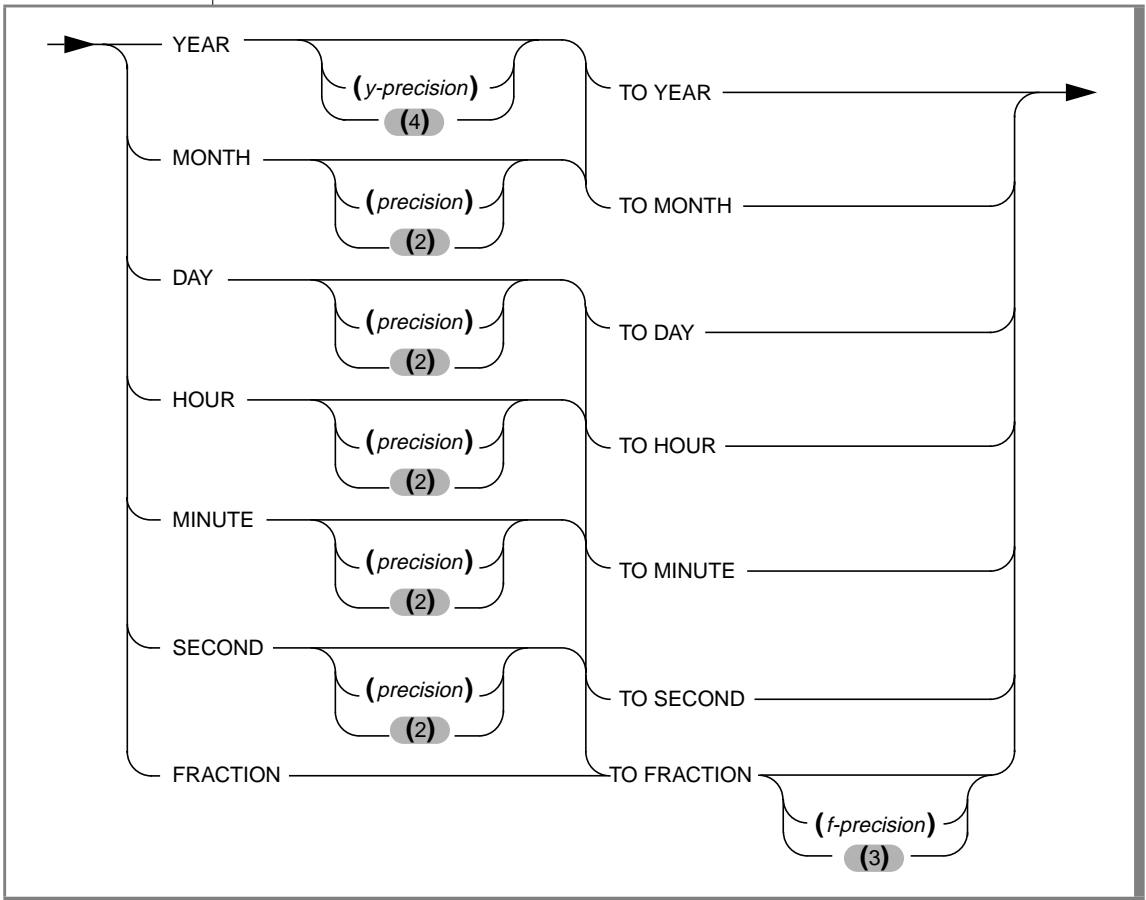 YEAR
(y-precision)
TO YEAR
(4)
MONTH
(precision)
TO MONTH
(2)
DAY
(precision)
TO DAY
(2)
HOUR
(precision)
TO HOUR
(2)
MINUTE
(precision)
TO MINUTE
(2)
SECOND
(precision)
TO SECOND
(2)
FRACTION
TO FRACTION
(f-precision)
(3)